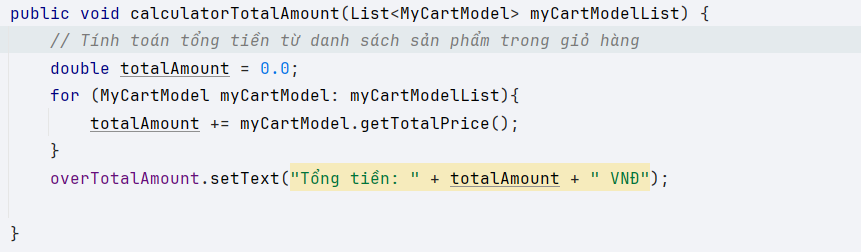 public void calculatorTotalAmount(List<MyCartModel> myCartModelList) {
// Tính toán tổng tiền từ danh sách sản phẩm trong giỏ hàng
double totalAmount = 0.0;
for (MyCartModel myCartModel: myCartModelList){
totalAmount += myCartModel.getTotalPrice();
}
overTotalAmount.setText("Tổng tiền: " + totalAmount + " VNĐ");
}